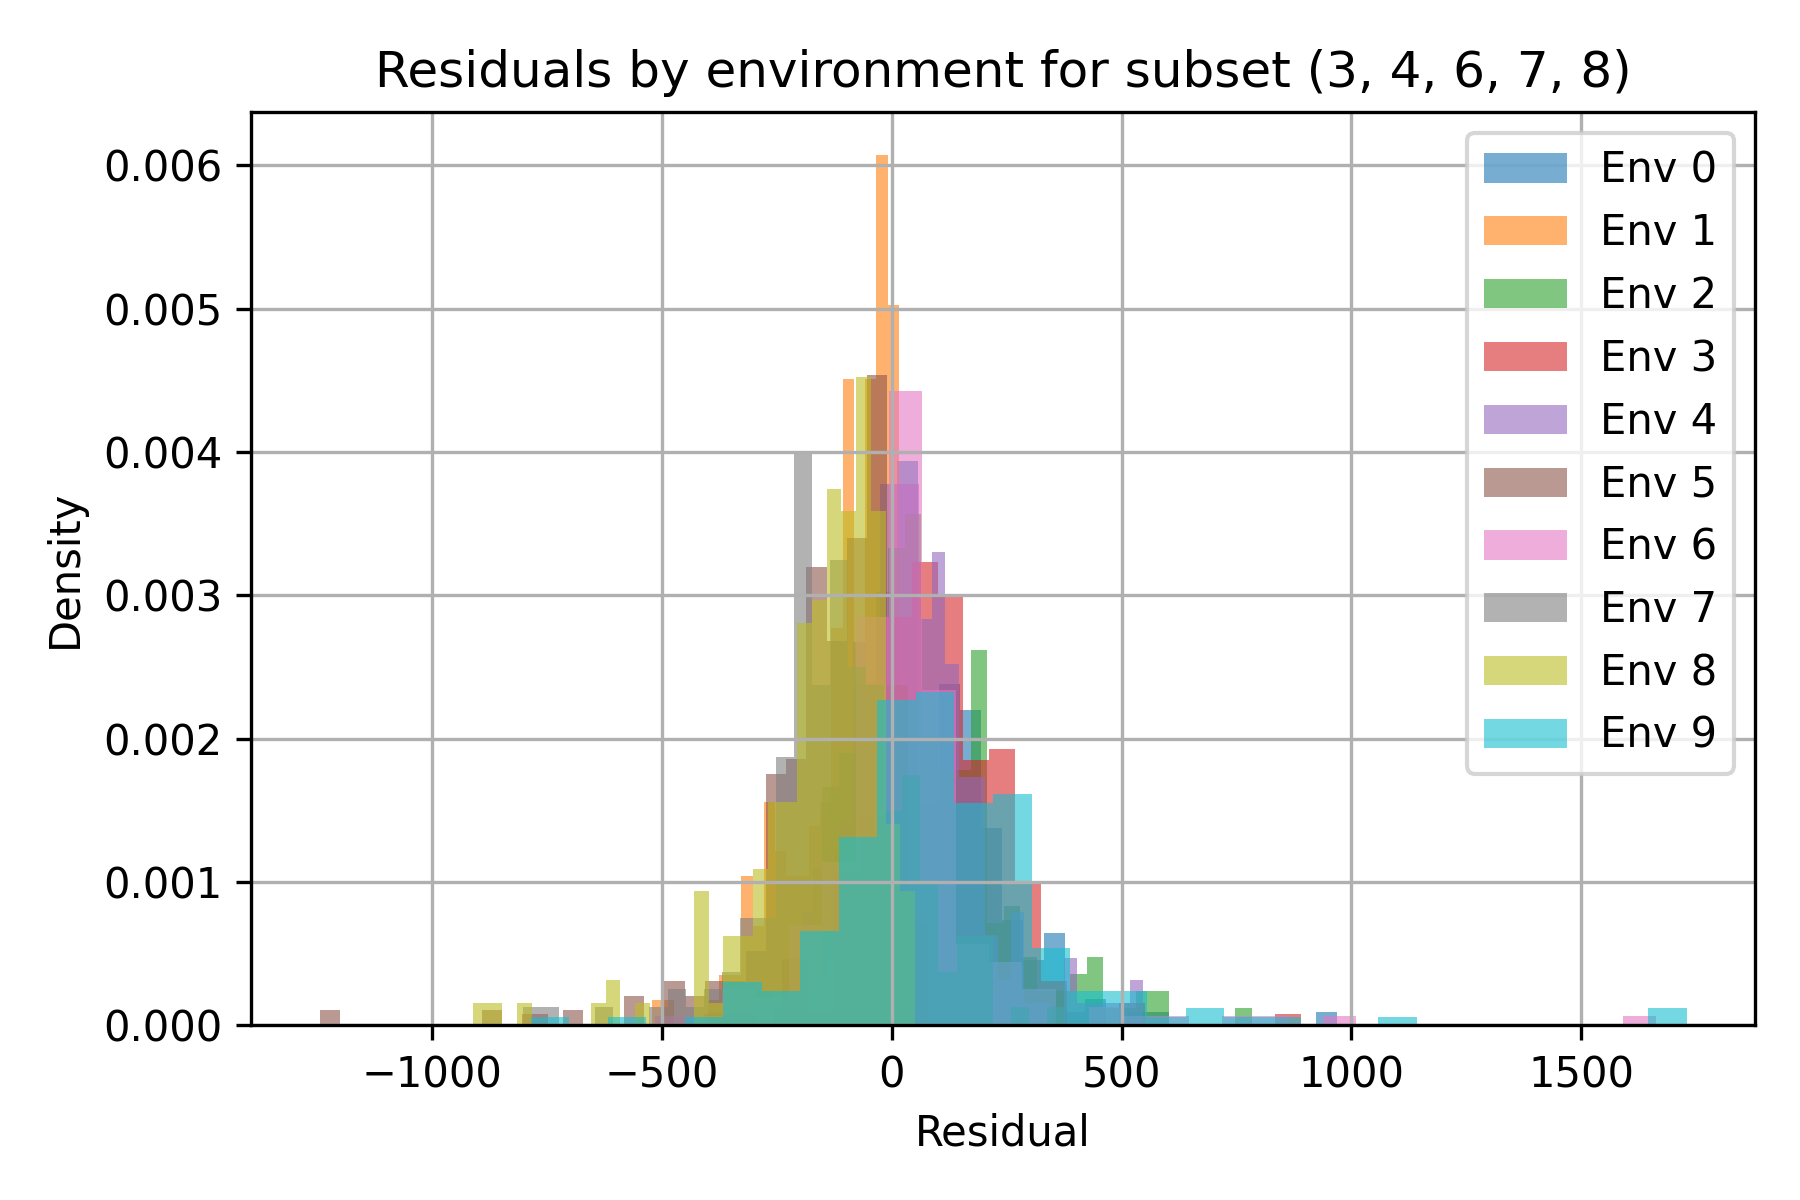 Residuals by environment for subset (3, 4, 6, 7, 8)
0.006
0.005
0.004
0.003
0.002
0.001
0.000
Density
−1000
−500
0
500
1000
1500
Residual
Env 0
Env 1
Env 2
Env 3
Env 4
Env 5
Env 6
Env 7
Env 8
Env 9